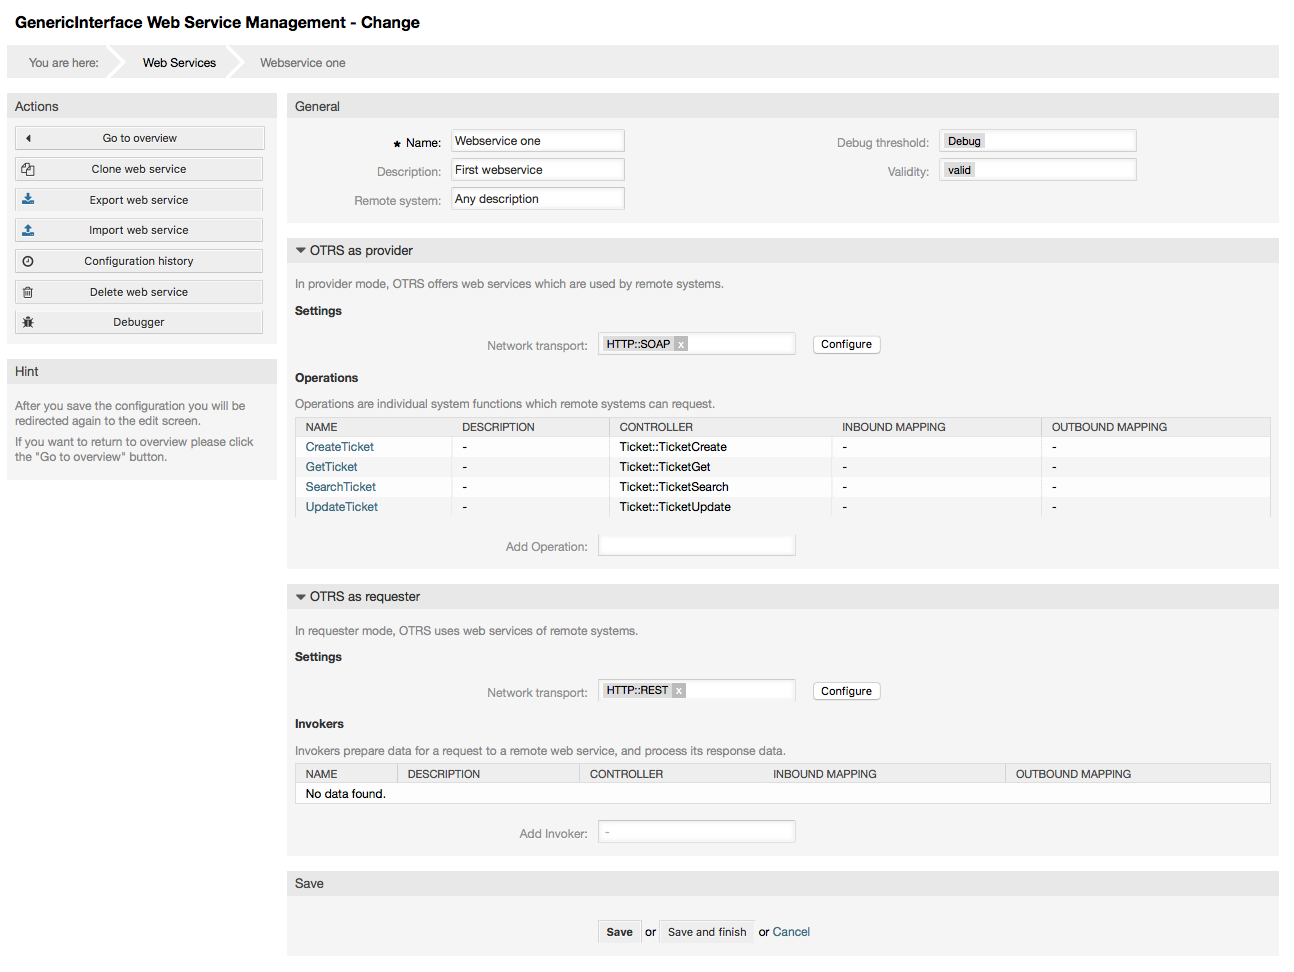 GenericInterface Web Service Management - Change
You are here: Web Services Webservice one
Actions
Go to overview
Clone web service
Export web service
Import web service
Configuration history
Delete web service
Debugger
Hint
After you save the configuration you will be
redirected again to the edit screen.
If you want to return to overview please click
the "Go to overview" button.
General
★ Name: Webservice one Debug threshold: Debug
Description: First webservice Validity: valid
Remote system: Any description
OTRS as provider
In provider mode, OTRS offers web services which are used by remote systems.
Settings
Network transport: HTTP::SOAP x Configure
Operations
Operations are individual system functions which remote systems can request.
NAME DESCRIPTION CONTROLLER INBOUND MAPPING OUTBOUND MAPPING
CreateTicket - Ticket::TicketCreate - -
GetTicket - Ticket::TicketGet - -
SearchTicket - Ticket::TicketSearch - -
UpdateTicket - Ticket::TicketUpdate - -
Add Operation:
OTRS as requester
In requester mode, OTRS uses web services of remote systems.
Settings
Network transport: HTTP::REST x Configure
Invokers
Invokers prepare data for a request to a remote web service, and process its response data.
NAME DESCRIPTION CONTROLLER INBOUND MAPPING OUTBOUND MAPPING
No data found.
Add Invoker: -
Save
Save or Save and finish or Cancel